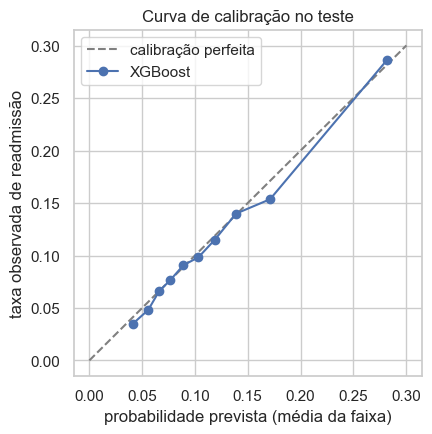 Curva de calibração no teste
calibração perfeita
XGBoost
taxa observada de readmissão
0.30
0.25
0.20
0.15
0.10
0.05
0.00
0.00 0.05 0.10 0.15 0.20 0.25 0.30
probabilidade prevista (média da faixa)